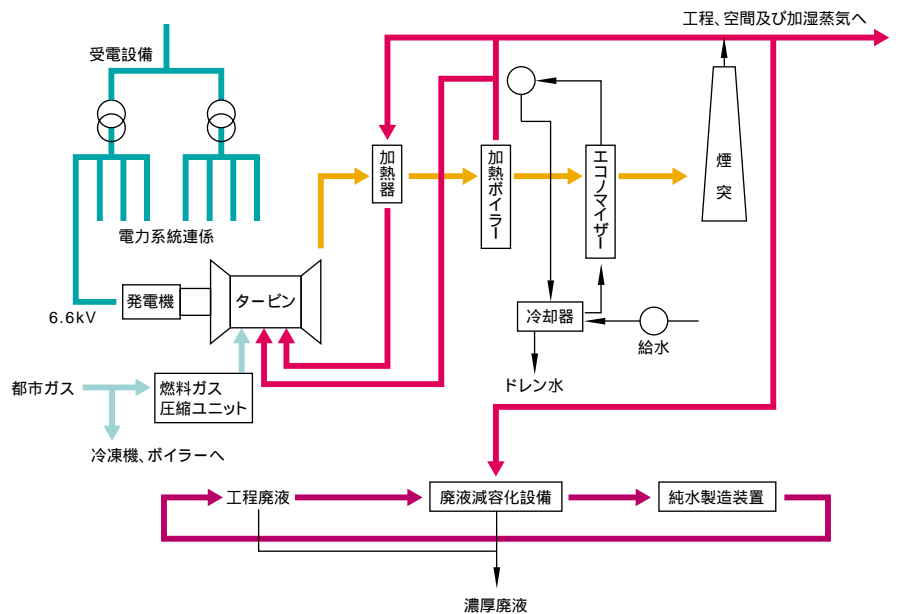 工程、空間及び加湿蒸気へ
受電設備
加熱器
加熱ボイラー
エコノマイザー
煙突
電力系統連係
発電機
タービン
6.6kV
冷却器
給水
ドレン水
都市ガス
燃料ガス
圧縮ユニット
冷凍機、ボイラーへ
工程廃液
廃液減容化設備
純水製造装置
濃厚廃液